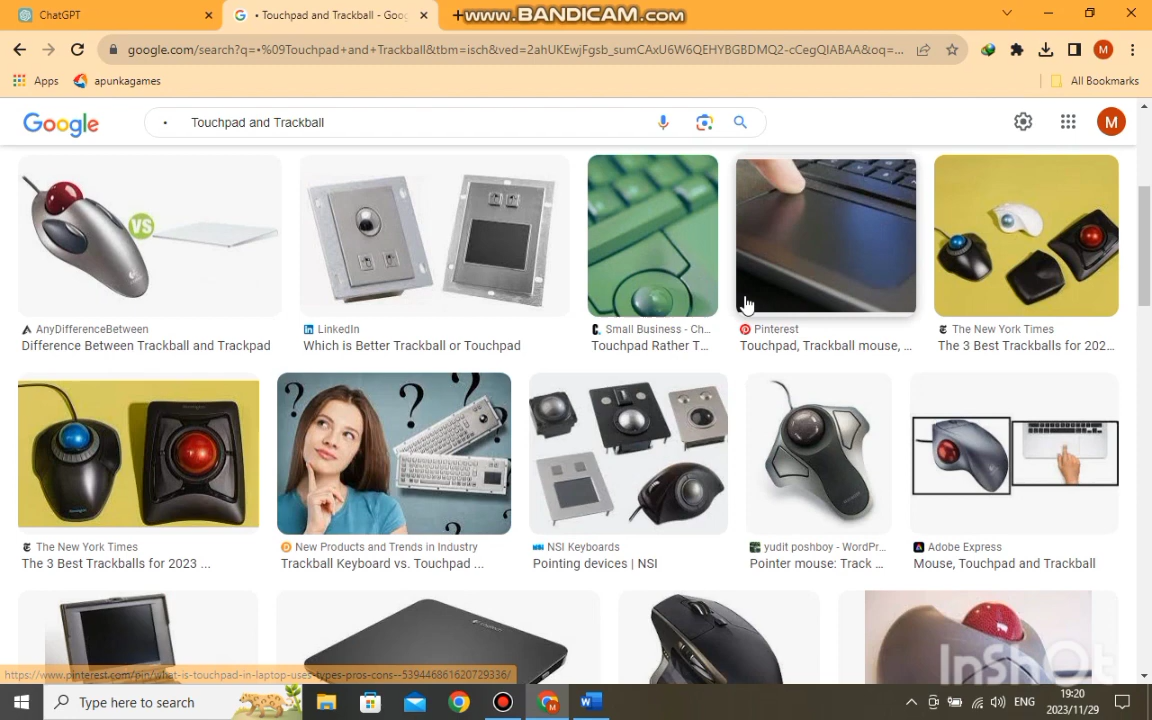 ChatGPT
• Touchpad and Trackball - Goog
www.BANDICAM.com
google.com/search?q=•%09Touchpad+and+Trackball&tbm=isch&ved=2ahUKEwjFgsb_sumCAxU6W6QEHYBGBDMQ2-cCegQIABAA&oq=...
M
Apps
apunkagames
All Bookmarks
Google
• Touchpad and Trackball
M
VS
AnyDifferenceBetween
Difference Between Trackball and Trackpad
LinkedIn
Which is Better Trackball or Touchpad
Small Business - Ch...
Touchpad Rather T...
Pinterest
Touchpad, Trackball mouse, ...
The New York Times
The 3 Best Trackballs for 202...
? ? ?
The New York Times
The 3 Best Trackballs for 2023 ...
New Products and Trends in Industry
Trackball Keyboard vs. Touchpad ...
NSI Keyboards
Pointing devices | NSI
yudit poshboy - WordPr...
Pointer mouse: Track ...
Adobe Express
Mouse, Touchpad and Trackball
https://www.pinterest.com/pin/what-is-touchpad-in-laptop-uses-types-pros-cons--539446861620729336/
InShOt
Type here to search
ENG
19:20
2023/11/29